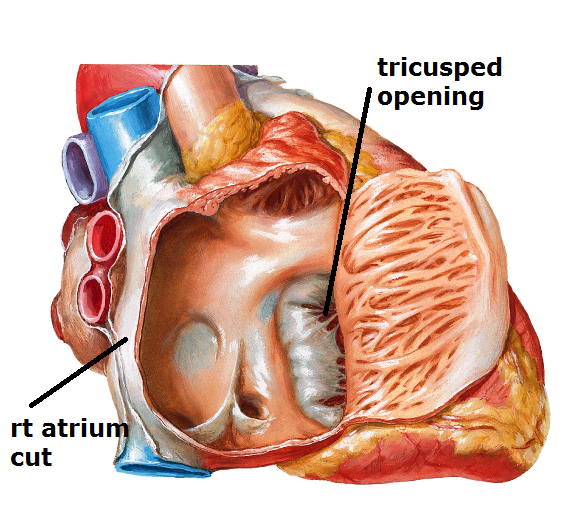 tricusped
opening
rt atrium
cut